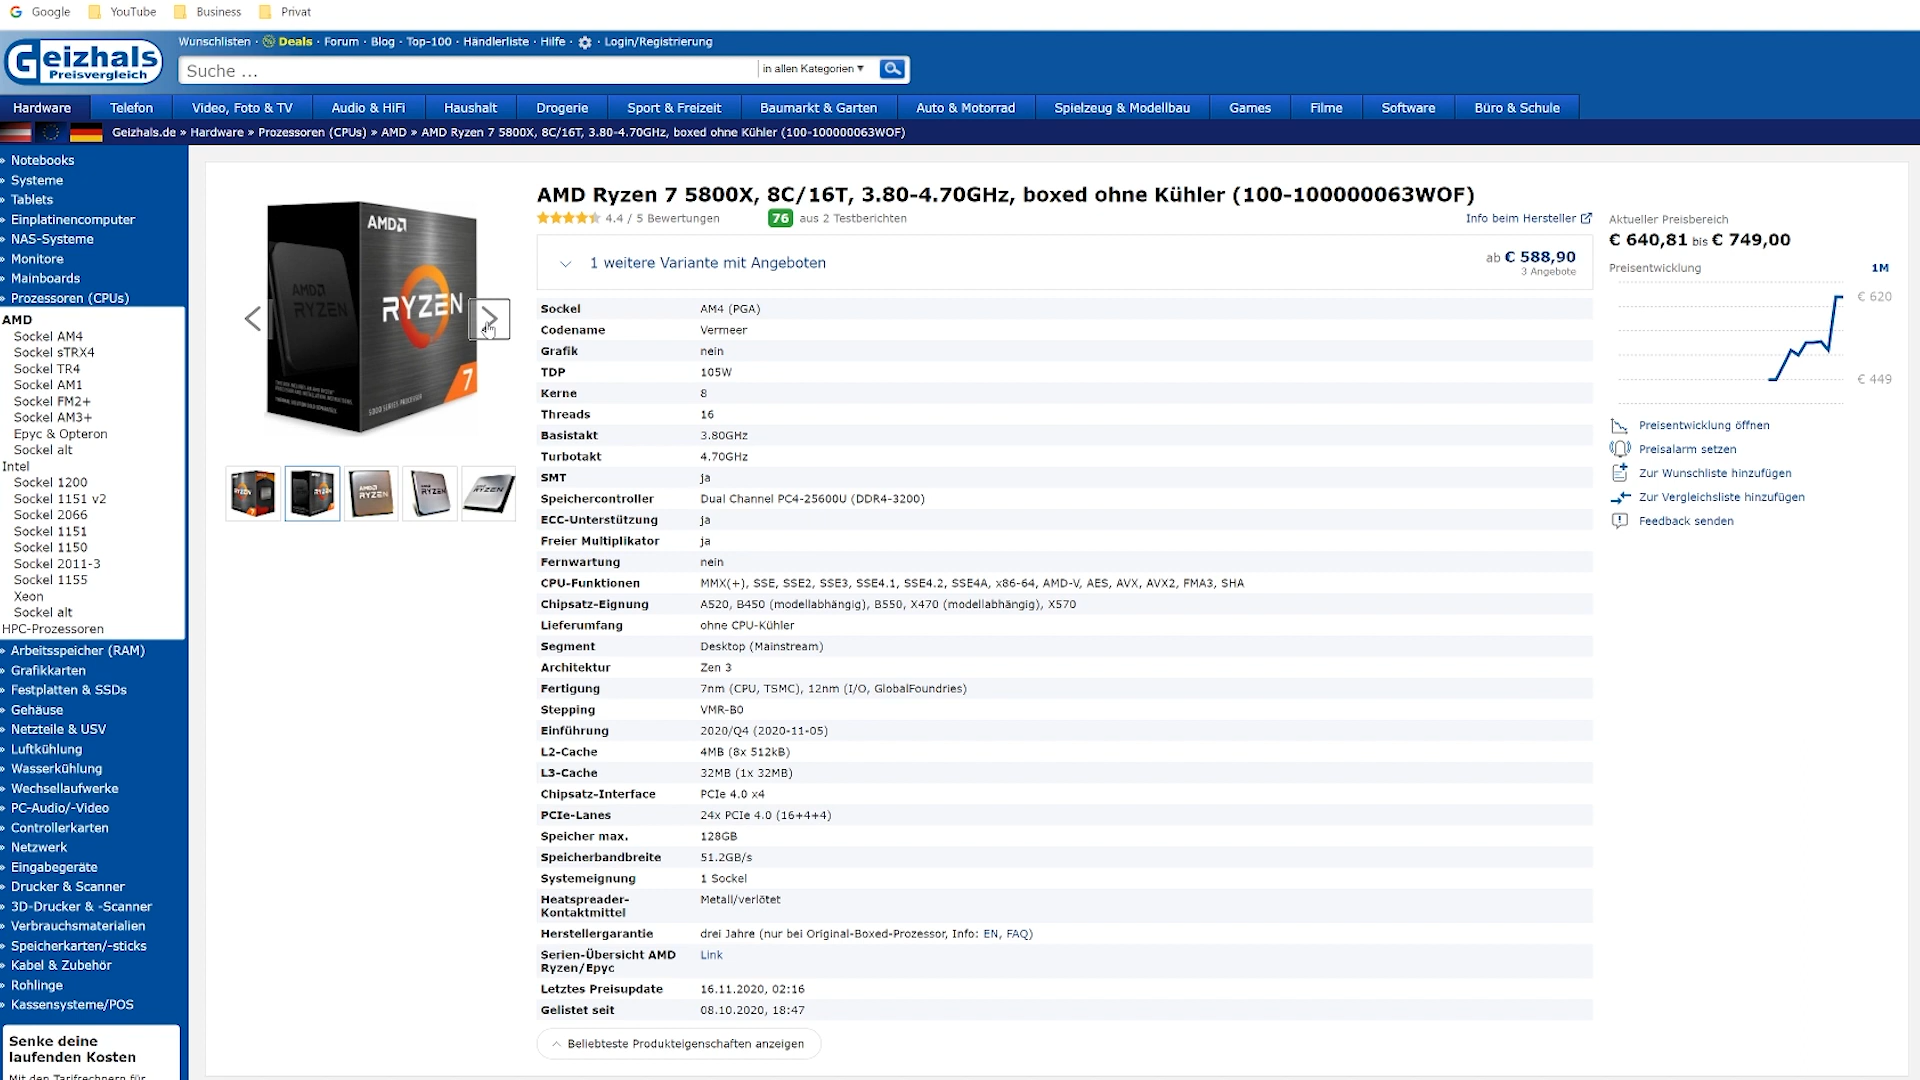 Google YouTube Business Privat
Geizhals
Preisvergleich
Wunschlisten · Deals · Forum · Blog · Top-100 · Händlerliste · Hilfe · · Login/Registrierung
Suche ... in allen Kategorien
Hardware Telefon Video, Foto & TV Audio & HiFi Haushalt Drogerie Sport & Freizeit Baumarkt & Garten Auto & Motorrad Spielzeug & Modellbau Games Filme Software Büro & Schule
Geizhals.de » Hardware » Prozessoren (CPUs) » AMD » AMD Ryzen 7 5800X, 8C/16T, 3.80-4.70GHz, boxed ohne Kühler (100-100000063WOF)
» Notebooks
» Systeme
» Tablets
» Einplatinencomputer
» NAS-Systeme
» Monitore
» Mainboards
» Prozessoren (CPUs)
AMD
Sockel AM4
Sockel sTRX4
Sockel TR4
Sockel AM1
Sockel FM2+
Sockel AM3+
Epyc & Opteron
Sockel alt
Intel
Sockel 1200
Sockel 1151 v2
Sockel 2066
Sockel 1151
Sockel 1150
Sockel 2011-3
Sockel 1155
Xeon
Sockel alt
HPC-Prozessoren
» Arbeitsspeicher (RAM)
» Grafikkarten
» Festplatten & SSDs
» Gehäuse
» Netzteile & USV
» Luftkühlung
» Wasserkühlung
» Wechsellaufwerke
» PC-Audio/-Video
» Controllerkarten
» Netzwerk
» Eingabegeräte
» Drucker & Scanner
» 3D-Drucker & -Scanner
» Verbrauchsmaterialien
» Speicherkarten/-sticks
» Kabel & Zubehör
» Rohlinge
» Kassensysteme/POS
Senke deine
laufenden Kosten
Mit den Tarifrechnern für
AMD
AMD
RYZEN
RYZEN
7
5000 SERIES PROCESSOR
AMD Ryzen 7 5800X, 8C/16T, 3.80-4.70GHz, boxed ohne Kühler (100-100000063WOF)
4.4 / 5 Bewertungen 76 aus 2 Testberichten Info beim Hersteller
1 weitere Variante mit Angeboten ab € 588,90
3 Angebote
Sockel AM4 (PGA)
Codename Vermeer
Grafik nein
TDP 105W
Kerne 8
Threads 16
Basistakt 3.80GHz
Turbotakt 4.70GHz
SMT ja
Speichercontroller Dual Channel PC4-25600U (DDR4-3200)
ECC-Unterstützung ja
Freier Multiplikator ja
Fernwartung nein
CPU-Funktionen MMX(+), SSE, SSE2, SSE3, SSE4.1, SSE4.2, SSE4A, x86-64, AMD-V, AES, AVX, AVX2, FMA3, SHA
Chipsatz-Eignung A520, B450 (modellabhängig), B550, X470 (modellabhängig), X570
Lieferumfang ohne CPU-Kühler
Segment Desktop (Mainstream)
Architektur Zen 3
Fertigung 7nm (CPU, TSMC), 12nm (I/O, GlobalFoundries)
Stepping VMR-B0
Einführung 2020/Q4 (2020-11-05)
L2-Cache 4MB (8x 512kB)
L3-Cache 32MB (1x 32MB)
Chipsatz-Interface PCIe 4.0 x4
PCIe-Lanes 24x PCIe 4.0 (16+4+4)
Speicher max. 128GB
Speicherbandbreite 51.2GB/s
Systemeignung 1 Sockel
Heatspreader-
Kontaktmittel Metall/verlötet
Herstellergarantie drei Jahre (nur bei Original-Boxed-Prozessor, Info: EN, FAQ)
Serien-Übersicht AMD
Ryzen/Epyc Link
Letztes Preisupdate 16.11.2020, 02:16
Gelistet seit 08.10.2020, 18:47
Beliebteste Produkteigenschaften anzeigen
Aktueller Preisbereich
€ 640,81 bis € 749,00
Preisentwicklung 1M
€ 620
€ 449
Preisentwicklung öffnen
Preisalarm setzen
Zur Wunschliste hinzufügen
Zur Vergleichsliste hinzufügen
Feedback senden